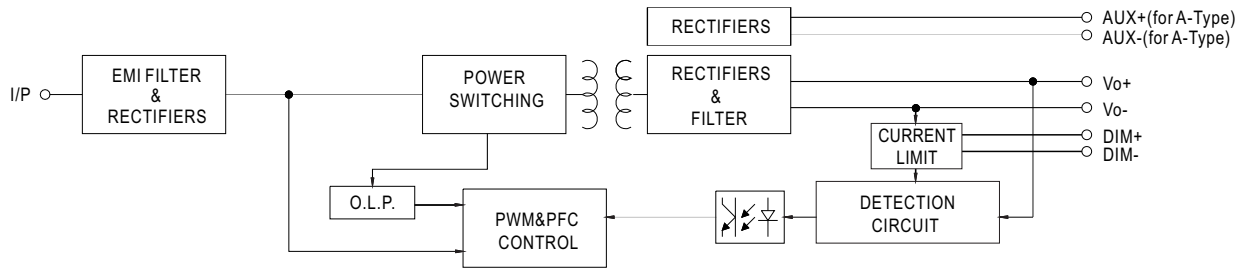 RECTIFIERS
AUX+(for A-Type)
AUX-(for A-Type)
I/P
EMI FILTER
&
RECTIFIERS
POWER
SWITCHING
RECTIFIERS
&
FILTER
Vo+
Vo-
CURRENT
LIMIT
DIM+
DIM-
O.L.P.
PWM&PFC
CONTROL
DETECTION
CIRCUIT